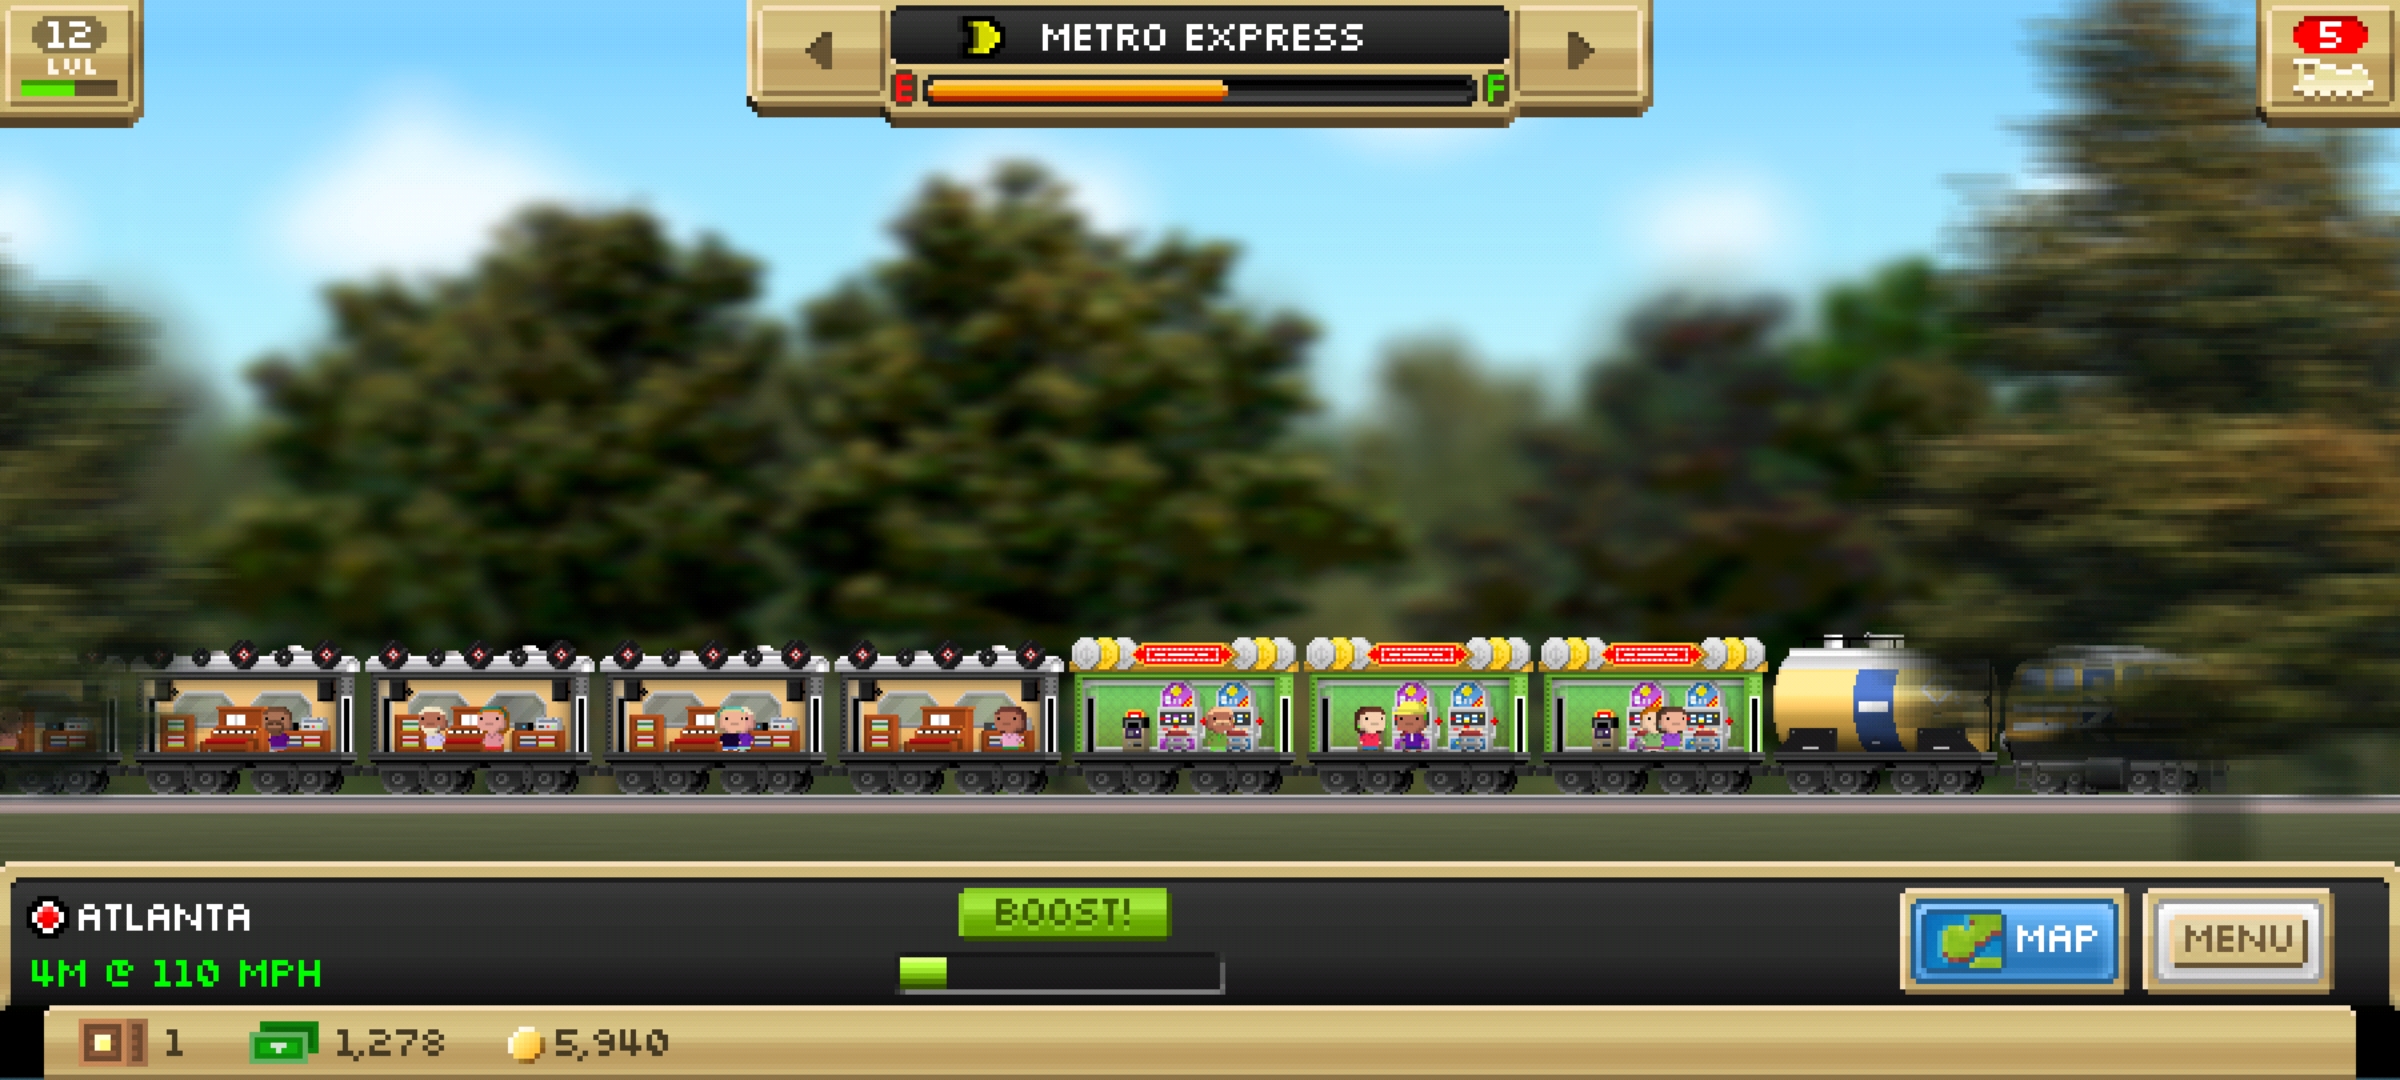 12
LVL
METRO EXPRESS
E F
5
ATLANTA
4M @ 110 MPH
BOOST!
MAP
MENU
1
1,278
5,940